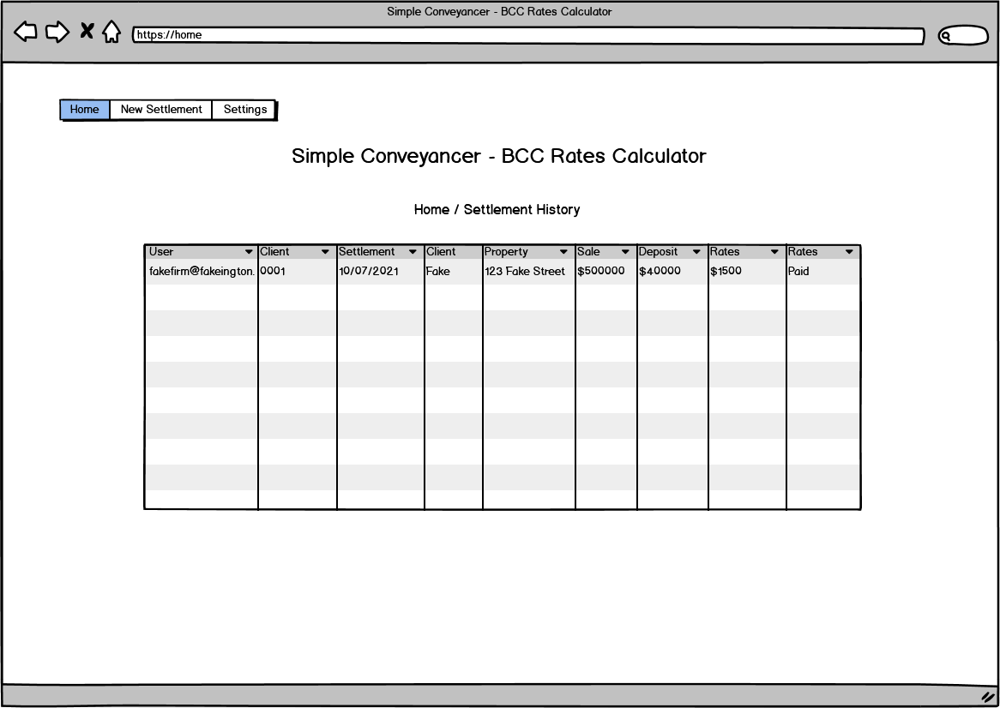 Simple Conveyancer - BCC Rates Calculator
https://home
Home New Settlement Settings
Simple Conveyancer - BCC Rates Calculator
Home / Settlement History
User Client Settlement Client Property Sale Deposit Rates Rates
fakefirm@fakeington. 0001 10/07/2021 Fake 123 Fake Street $500000 $40000 $1500 Paid